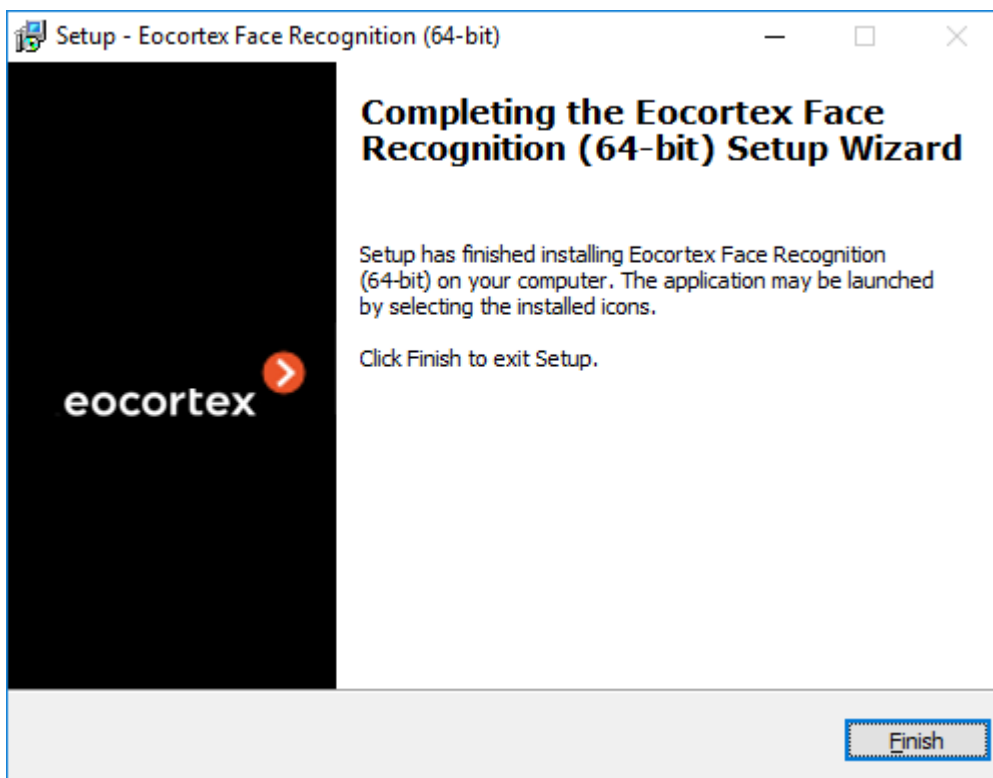 Setup - Eocortex Face Recognition (64-bit)
Completing the Eocortex Face
Recognition (64-bit) Setup Wizard
Setup has finished installing Eocortex Face Recognition
(64-bit) on your computer. The application may be launched
by selecting the installed icons.
Click Finish to exit Setup.
eocortex
Finish